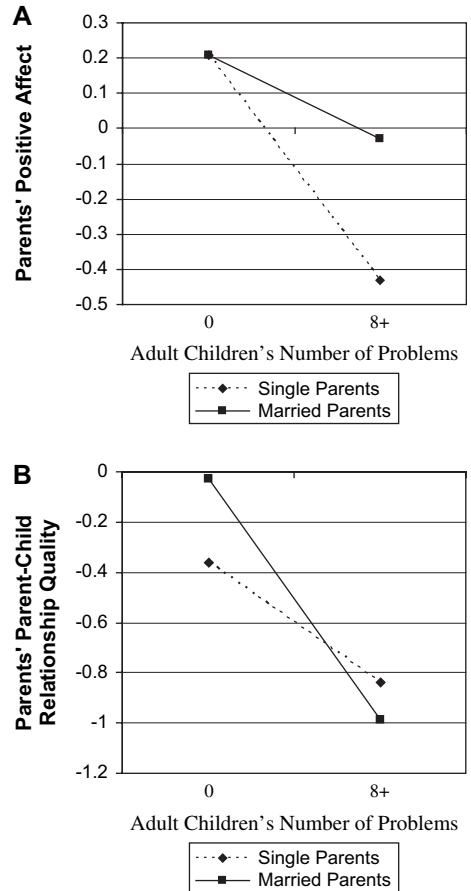 A
Parents' Positive Affect
0.3
0.2
0.1
0
-0.1
-0.2
-0.3
-0.4
-0.5
0
8+
Adult Children's Number of Problems
Single Parents
Married Parents
B
Parents' Parent-Child
Relationship Quality
0
-0.2
-0.4
-0.6
-0.8
-1
-1.2
0
8+
Adult Children's Number of Problems
Single Parents
Married Parents